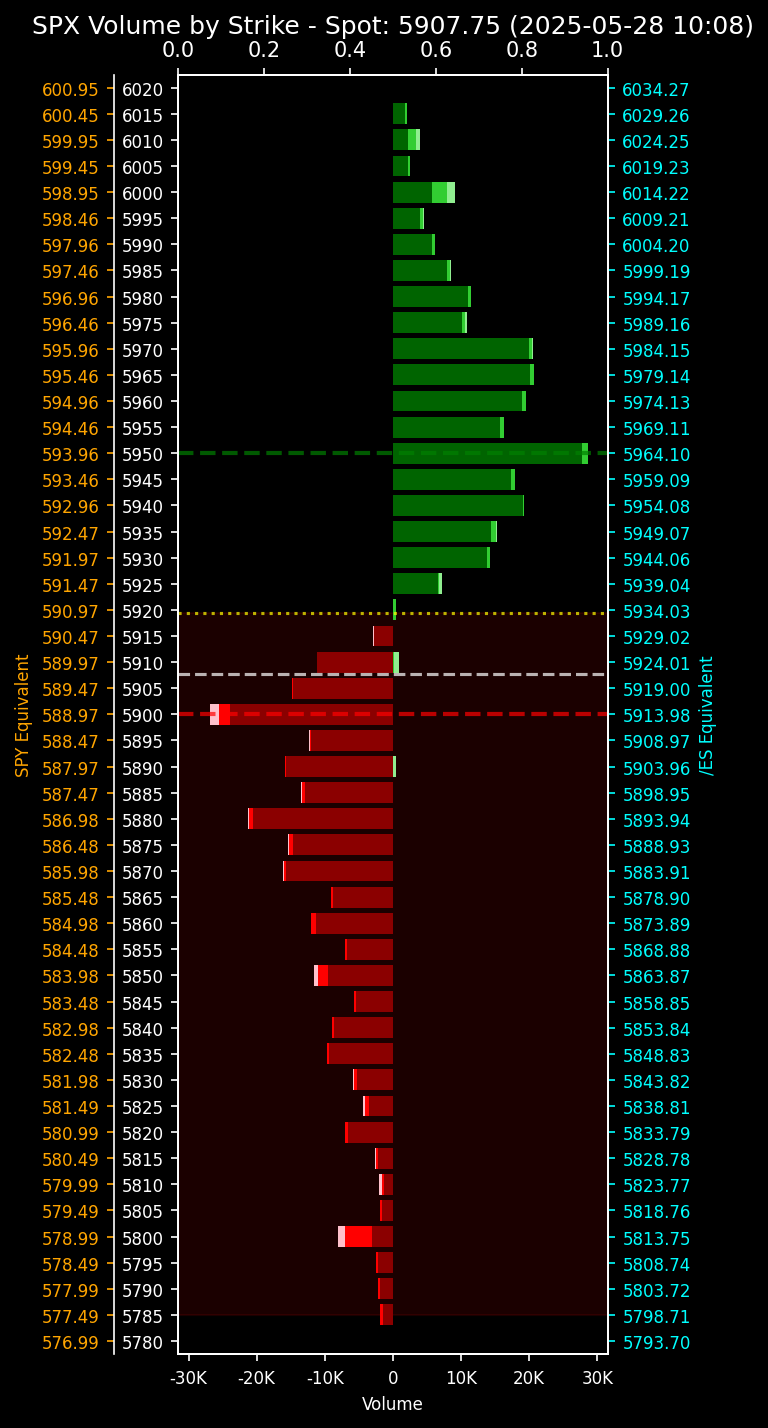 SPX Volume by Strike - Spot: 5907.75 (2025-05-28 10:08)
0.0 0.2 0.4 0.6 0.8 1.0
600.95 6020 6034.27
600.45 6015 6029.26
599.95 6010 6024.25
599.45 6005 6019.23
598.95 6000 6014.22
598.46 5995 6009.21
597.96 5990 6004.20
597.46 5985 5999.19
596.96 5980 5994.17
596.46 5975 5989.16
595.96 5970 5984.15
595.46 5965 5979.14
594.96 5960 5974.13
594.46 5955 5969.11
593.96 5950 5964.10
593.46 5945 5959.09
592.96 5940 5954.08
592.47 5935 5949.07
591.97 5930 5944.06
591.47 5925 5939.04
590.97 5920 5934.03
590.47 5915 5929.02
589.97 5910 5924.01
589.47 5905 5919.00
588.97 5900 5913.98
588.47 5895 5908.97
587.97 5890 5903.96
587.47 5885 5898.95
586.98 5880 5893.94
586.48 5875 5888.93
585.98 5870 5883.91
585.48 5865 5878.90
584.98 5860 5873.89
584.48 5855 5868.88
583.98 5850 5863.87
583.48 5845 5858.85
582.98 5840 5853.84
582.48 5835 5848.83
581.98 5830 5843.82
581.49 5825 5838.81
580.99 5820 5833.79
580.49 5815 5828.78
579.99 5810 5823.77
579.49 5805 5818.76
578.99 5800 5813.75
578.49 5795 5808.74
577.99 5790 5803.72
577.49 5785 5798.71
576.99 5780 5793.70
SPY Equivalent
/ES Equivalent
-30K -20K -10K 0 10K 20K 30K
Volume